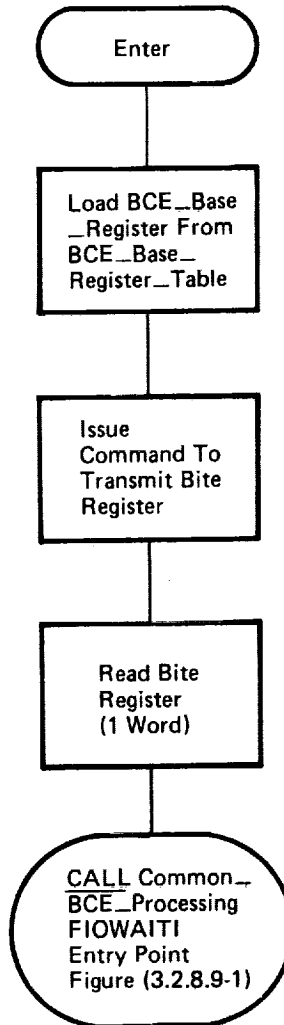 Enter
Load BCE_Base
_Register From
BCE_Base_
Register_Table
Issue
Command To
Transmit Bite
Register
Read Bite
Register
(1 Word)
CALL Common_
BCE_Processing
FIOWAITI
Entry Point
Figure (3.2.8.9-1)